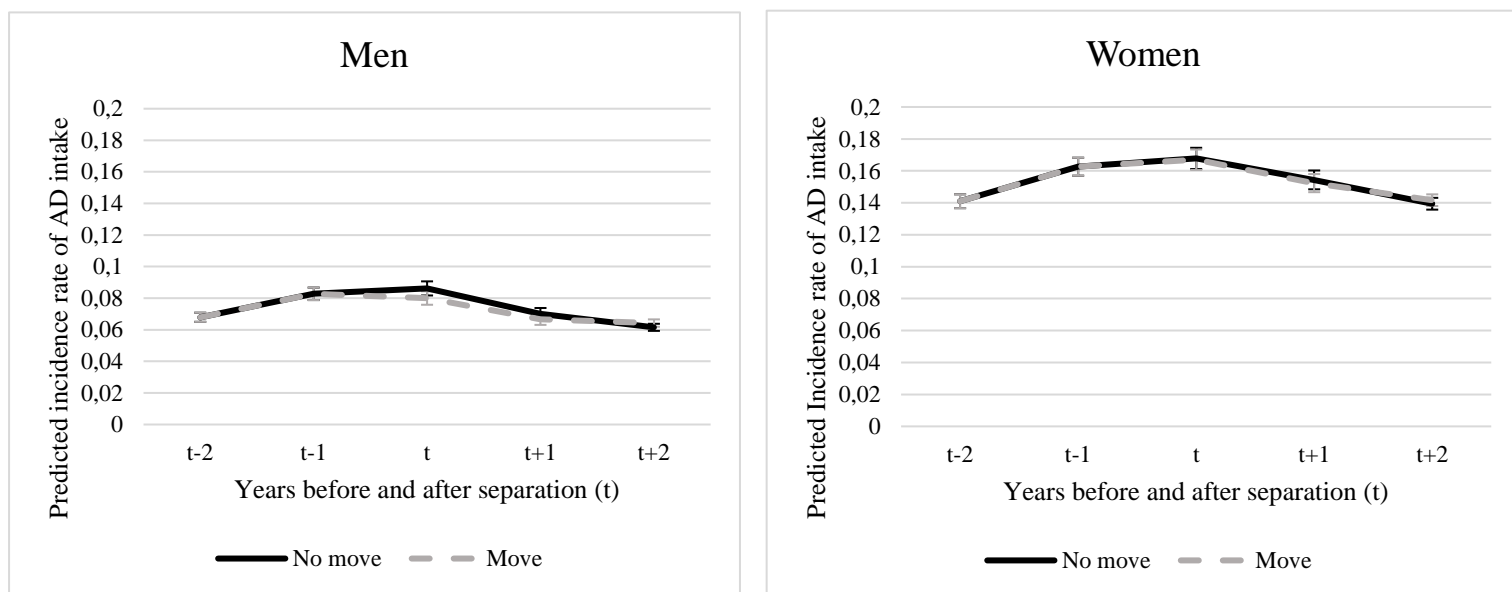 Men
Predicted incidence rate of AD intake
0,2
0,18
0,16
0,14
0,12
0,1
0,08
0,06
0,04
0,02
0
t-2 t-1 t t+1 t+2
Years before and after separation (t)
No move Move
Women
Predicted Incidence rate of AD intake
0,2
0,18
0,16
0,14
0,12
0,1
0,08
0,06
0,04
0,02
0
t-2 t-1 t t+1 t+2
Years before and after separation (t)
No move Move